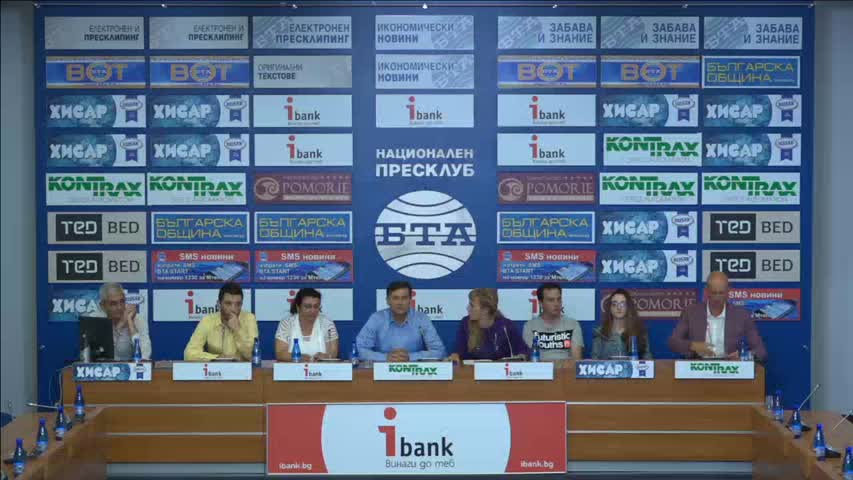 ЕЛЕКТРОНЕН И
ПРЕСКЛИПИНГ
ЕЛЕКТРОНЕН И
ПРЕСКЛИПИНГ
ЕЛЕКТРОНЕН
ПРЕСКЛИПИНГ
ИКОНОМИЧЕСКИ
НОВИНИ
ЗАБАВА
И ЗНАНИЕ
ЗАБАВА
И ЗНАНИЕ
ЗАБАВА
И ЗНАНИЕ
ВОТ
ВОТ
ОРИГИНАЛНИ
ТЕКСТОВЕ
ИКОНОМИЧЕСКИ
НОВИНИ
ВОТ
ВОТ
БЪЛГАРСКА
ОБЩИНА
ХИСАР
ХИСАР
ibank
ibank
ibank
ХИСАР
ХИСАР
ХИСАР
ХИСАР
ibank
ibank
KONTRAX
ХИСАР
НАЦИОНАЛЕН
ПРЕСКЛУБ
KONTRAX
KONTRAX
POMORIE
POMORIE
KONTRAX
KONTRAX
TED BED
БЪЛГАРСКА
ОБЩИНА
БЪЛГАРСКА
ОБЩИНА
БТА
БЪЛГАРСКА
ОБЩИНА
ХИСАР
TED BED
TED BED
SMS НОВИНИ
SMS НОВИНИ
SMS НОВИНИ
ХИСАР
TED BED
ХИСАР
ibank
POMORIE
SMS НОВИНИ
Futuristic
Youths
ХИСАР
ibank
ibank
KONTRAX
ibank
ХИСАР
KONTRAX
ibank
Винаги до теб
ibank.bg
ibank.bg